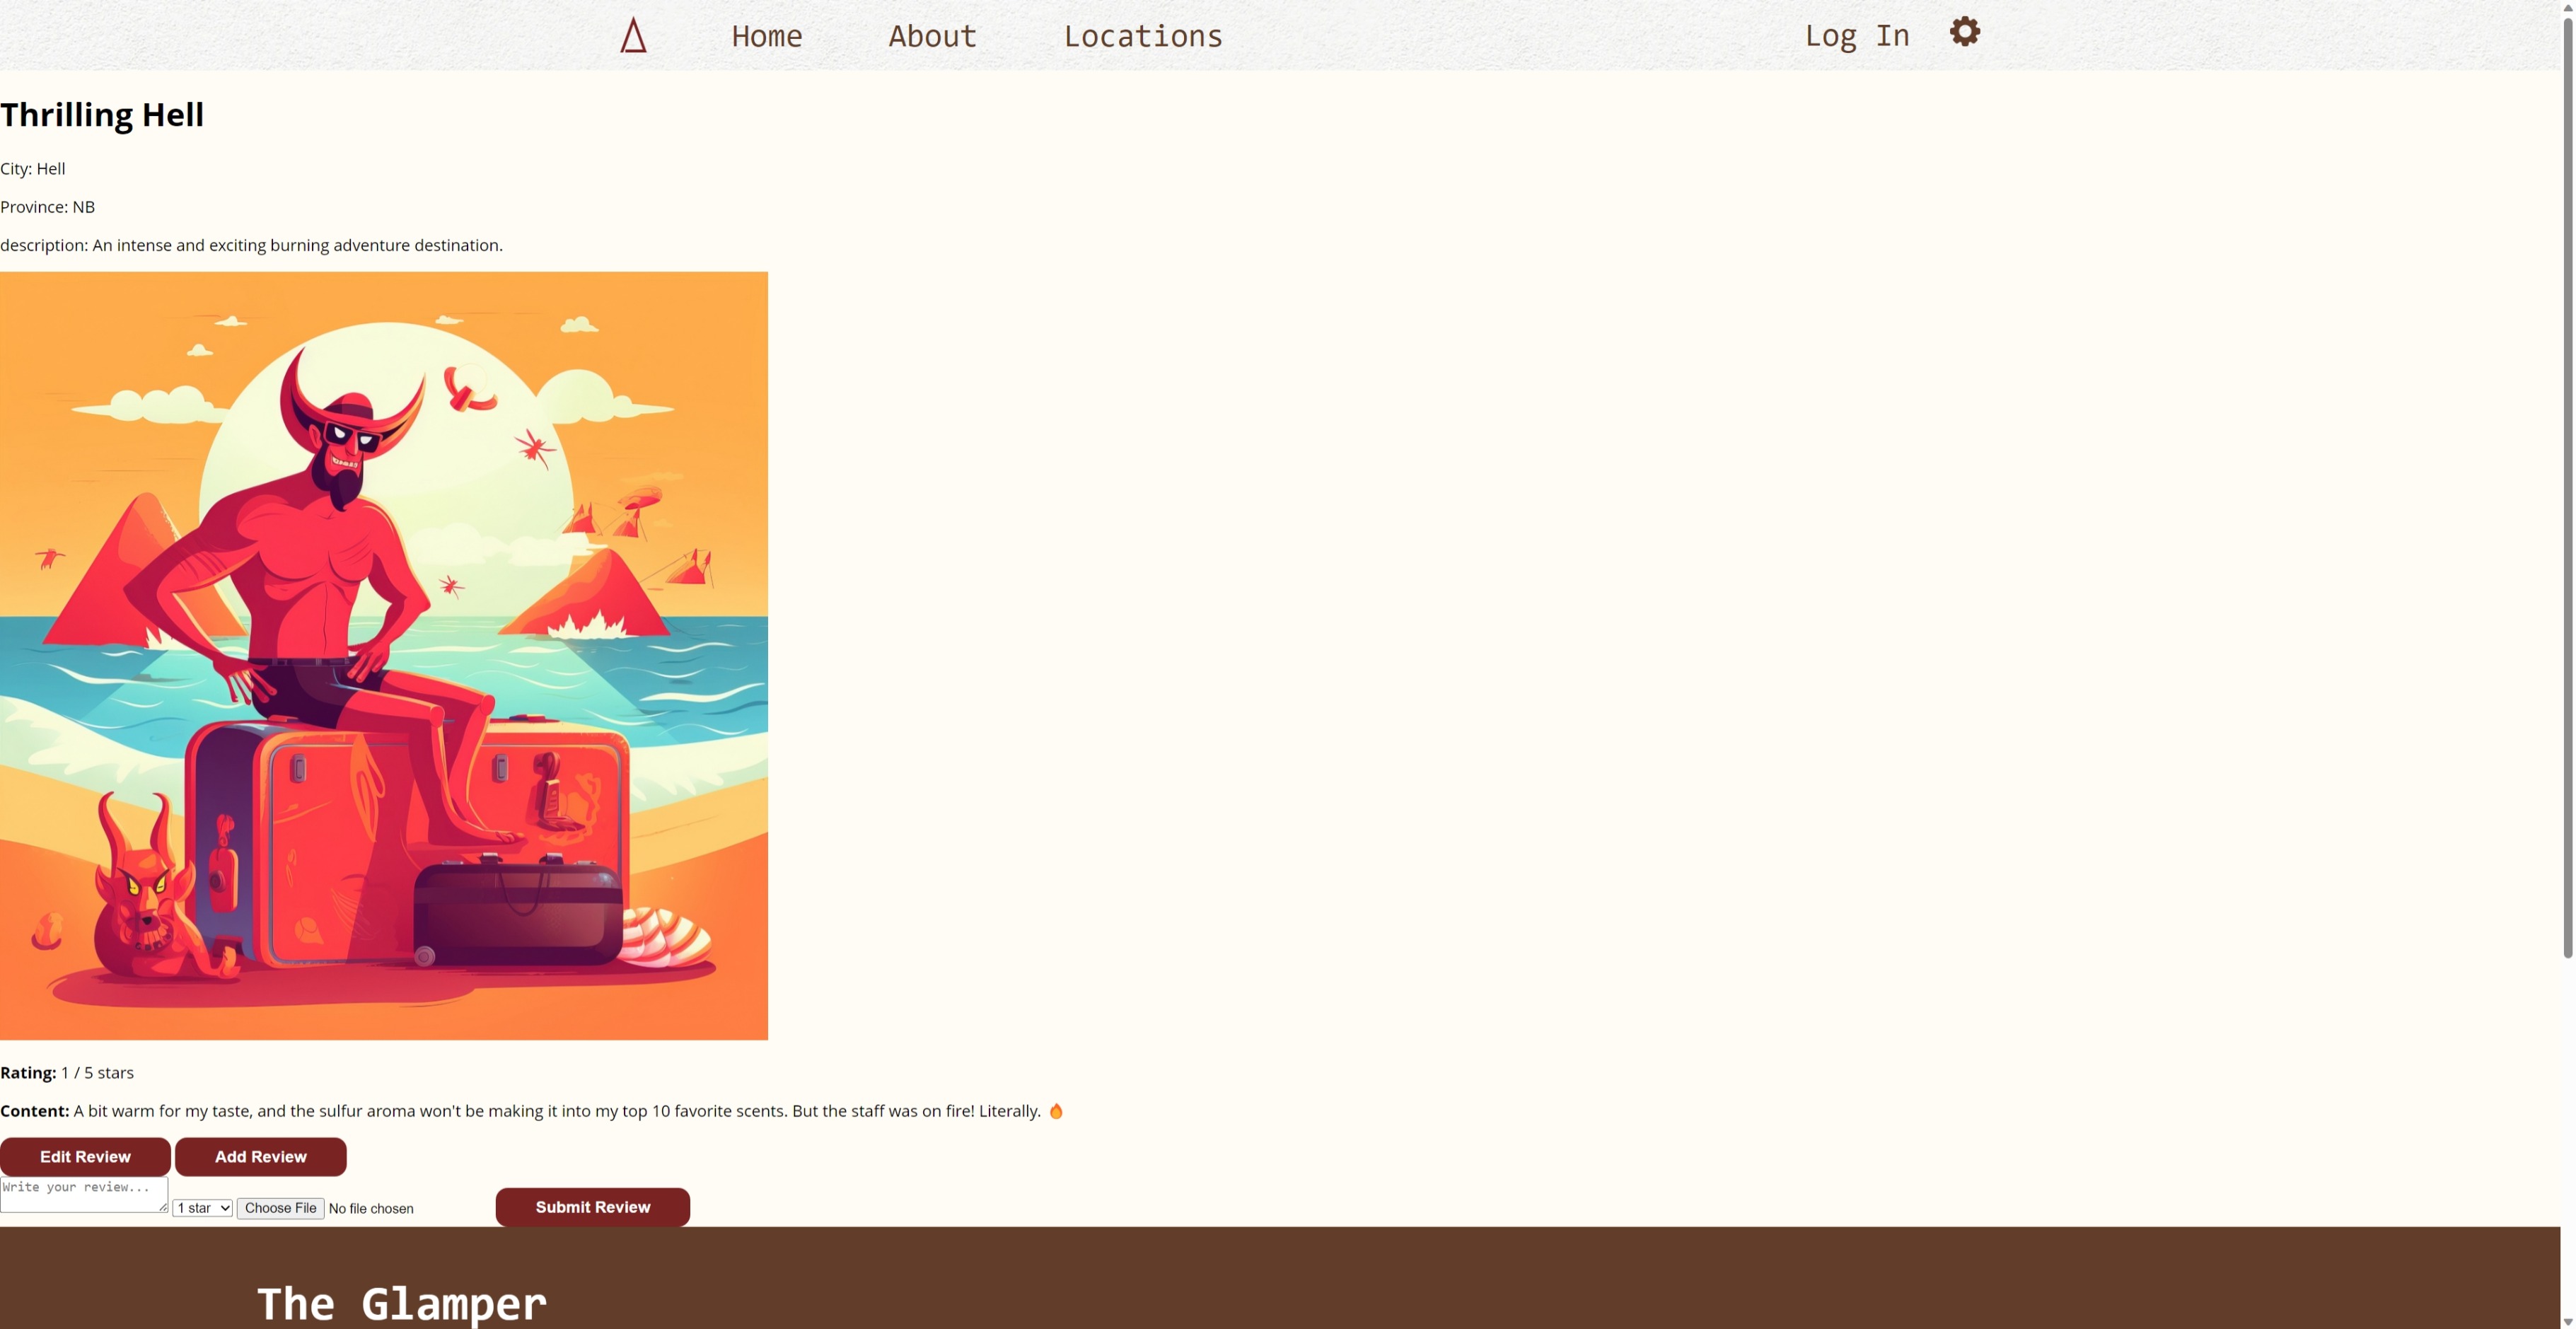 Home About Locations Log In
Thrilling Hell
City: Hell
Province: NB
description: An intense and exciting burning adventure destination.
Rating: 1 / 5 stars
Content: A bit warm for my taste, and the sulfur aroma won't be making it into my top 10 favorite scents. But the staff was on fire! Literally. 🔥
Edit Review Add Review
Write your review... 1 star Choose File No file chosen Submit Review
The Glamper